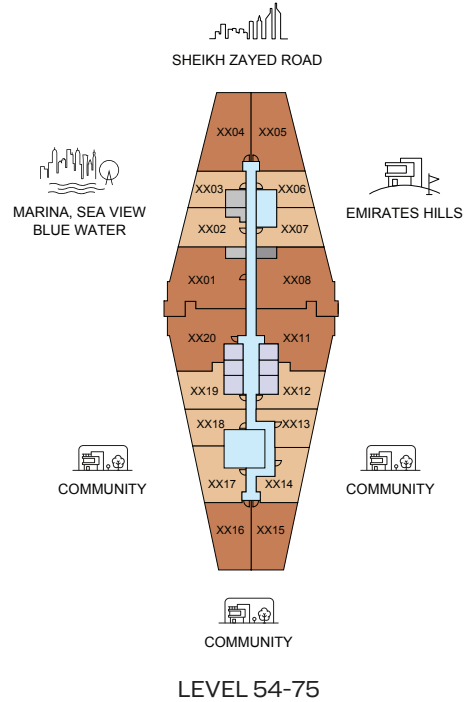 SHEIKH ZAYED ROAD
XX04 XX05
XX03 XX06
MARINA, SEA VIEW
BLUE WATER
EMIRATES HILLS
XX02 XX07
XX01 XX08
XX20 XX11
XX19 XX12
XX18 XX13
XX17 XX14
COMMUNITY
COMMUNITY
XX16 XX15
COMMUNITY
LEVEL 54-75